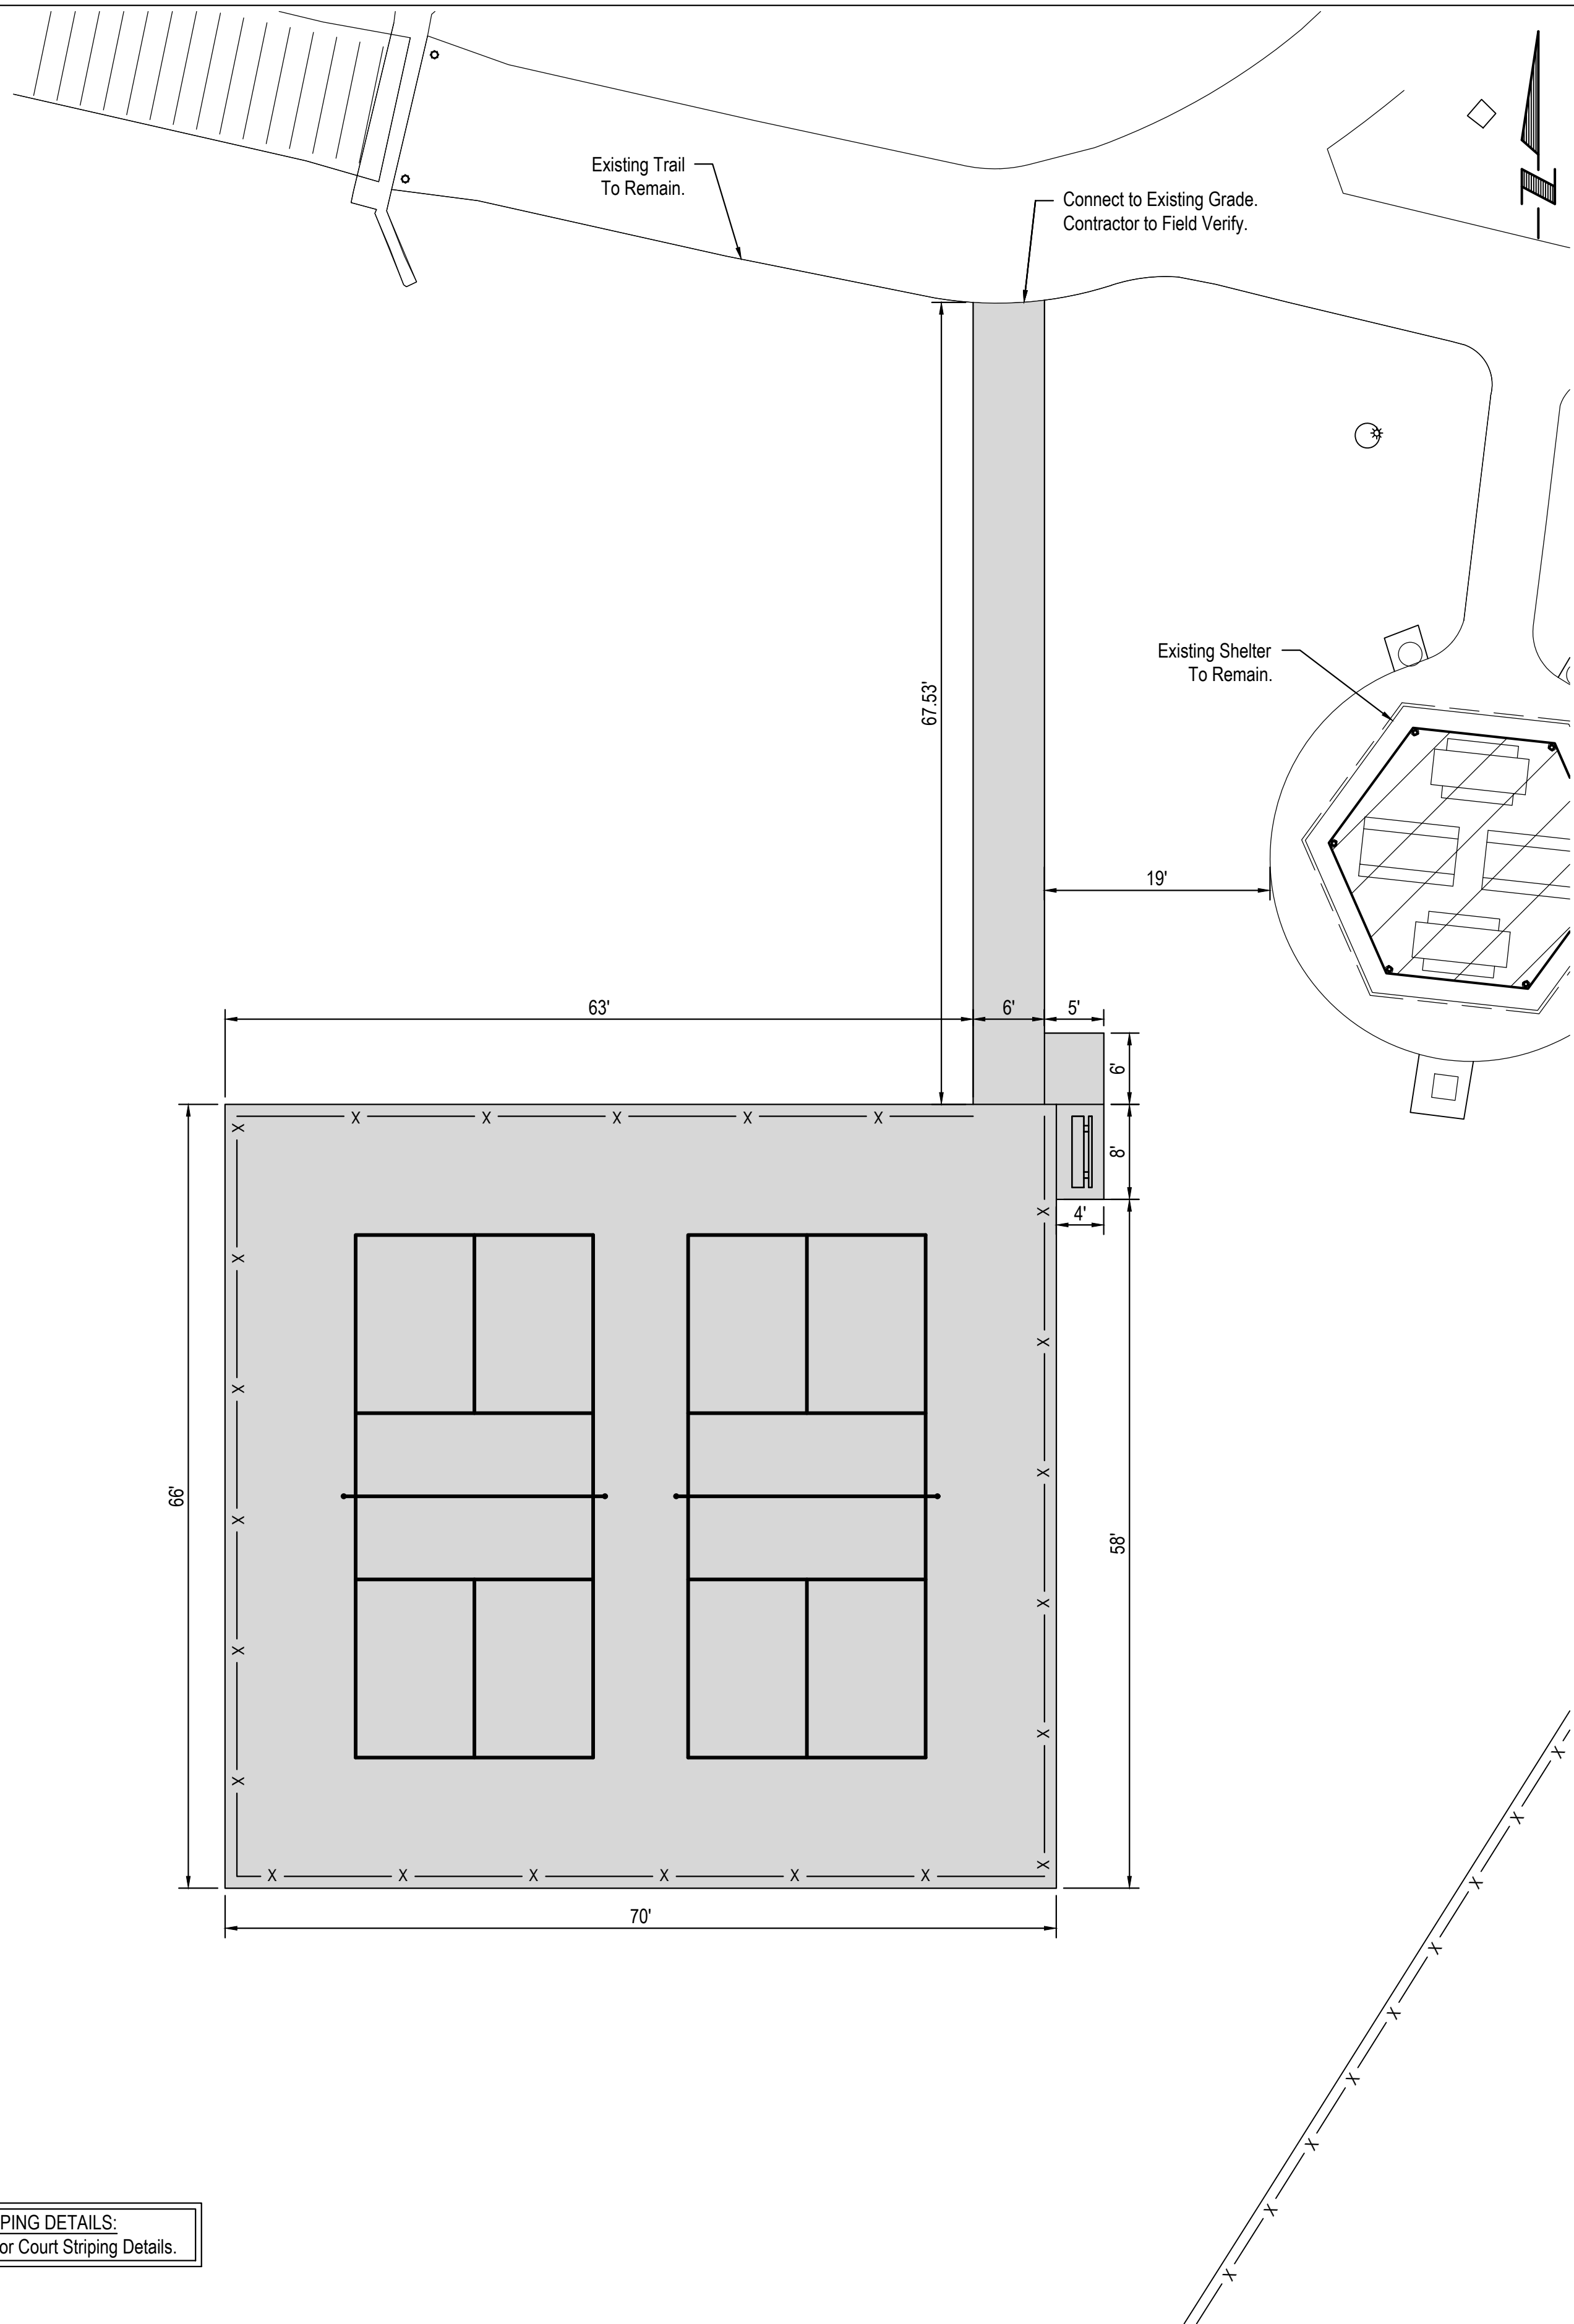 Existing Trail
To Remain.
Connect to Existing Grade.
Contractor to Field Verify.
N
67.53'
Existing Shelter
To Remain.
19'
63'
6'
5'
6'
8'
4'
66'
58'
70'
PING DETAILS:
or Court Striping Details.